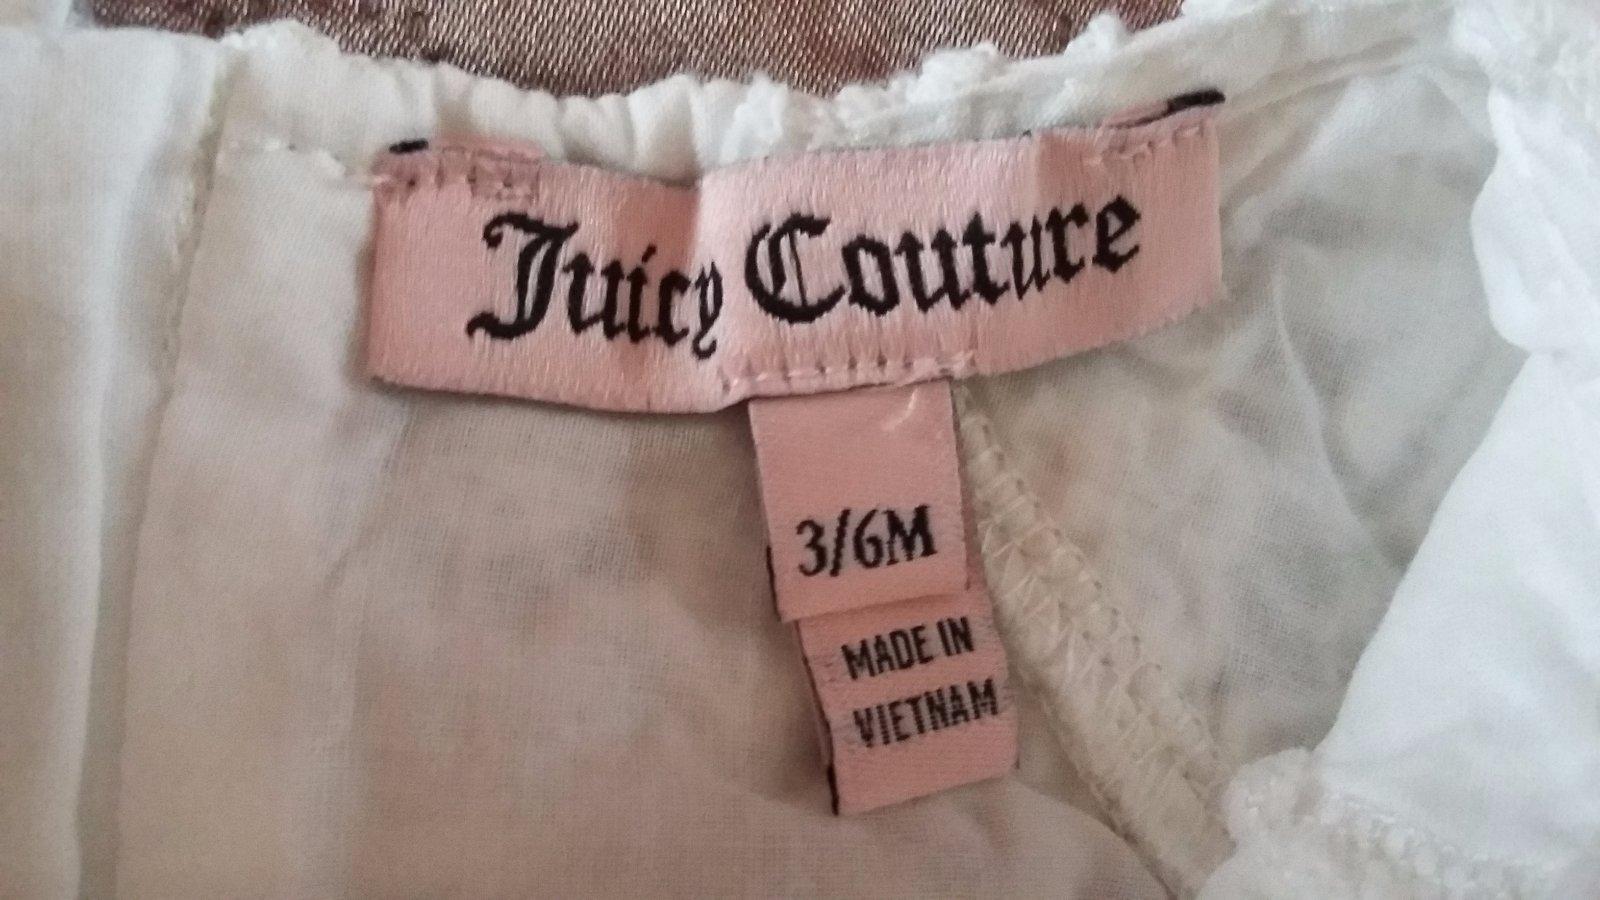 Juicy Couture
3/6M
MADE IN
VIETNAM